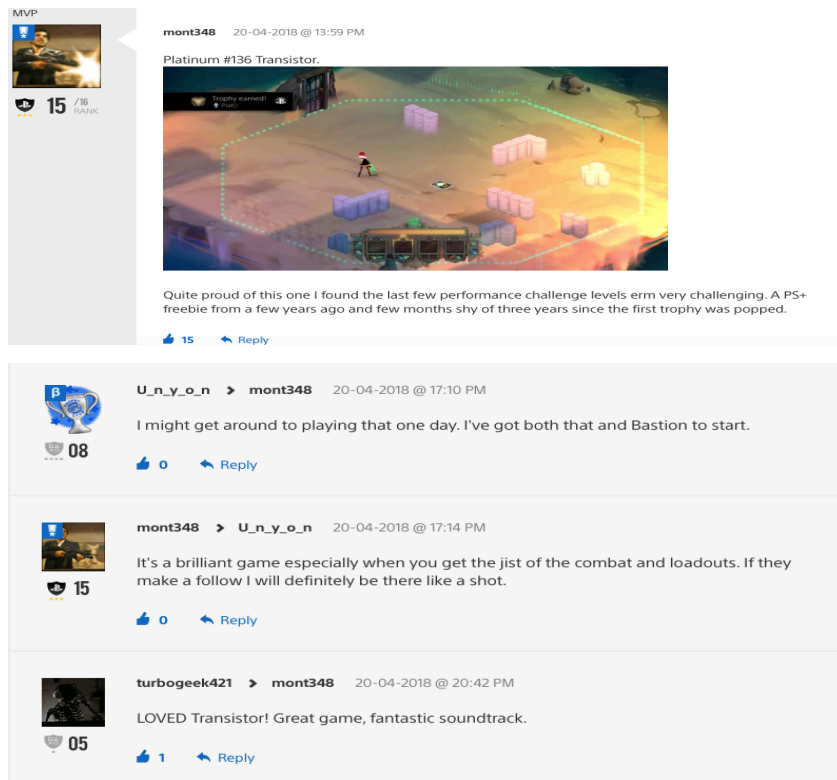 MVP
mont348 20-04-2018 @ 13:59 PM
15 /16
RANK
Platinum #136 Transistor.
Trophy earned!
Quite proud of this one I found the last few performance challenge levels erm very challenging. A PS+
freebie from a few years ago and few months shy of three years since the first trophy was popped.
15 Reply
β
U_n_y_o_n > mont348 20-04-2018 @ 17:10 PM
08
I might get around to playing that one day. I've got both that and Bastion to start.
0 Reply
mont348 > U_n_y_o_n 20-04-2018 @ 17:14 PM
15
It's a brilliant game especially when you get the jist of the combat and loadouts. If they
make a follow I will definitely be there like a shot.
0 Reply
turbogeek421 > mont348 20-04-2018 @ 20:42 PM
05
LOVED Transistor! Great game, fantastic soundtrack.
1 Reply